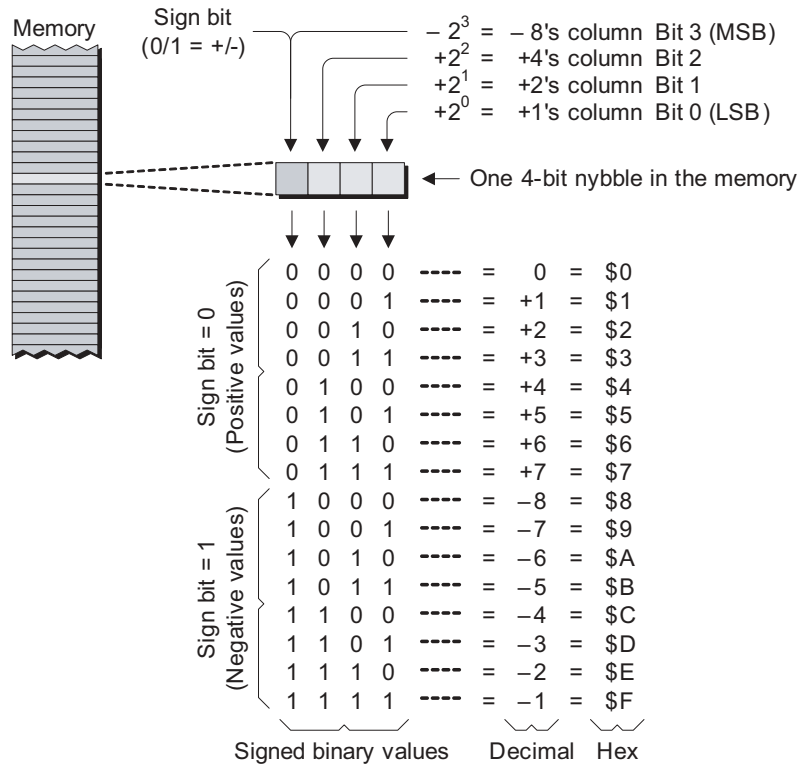 Memory
Sign bit
(0/1 = +/-)
– 2³ = – 8's column Bit 3 (MSB)
+2² = +4's column Bit 2
+2¹ = +2's column Bit 1
+2⁰ = +1's column Bit 0 (LSB)
One 4-bit nybble in the memory
Sign bit = 0
(Positive values)
0 0 0 0 ---- = 0 = $0
0 0 0 1 ---- = +1 = $1
0 0 1 0 ---- = +2 = $2
0 0 1 1 ---- = +3 = $3
0 1 0 0 ---- = +4 = $4
0 1 0 1 ---- = +5 = $5
0 1 1 0 ---- = +6 = $6
0 1 1 1 ---- = +7 = $7
Sign bit = 1
(Negative values)
1 0 0 0 ---- = –8 = $8
1 0 0 1 ---- = –7 = $9
1 0 1 0 ---- = –6 = $A
1 0 1 1 ---- = –5 = $B
1 1 0 0 ---- = –4 = $C
1 1 0 1 ---- = –3 = $D
1 1 1 0 ---- = –2 = $E
1 1 1 1 ---- = –1 = $F
Signed binary values Decimal Hex